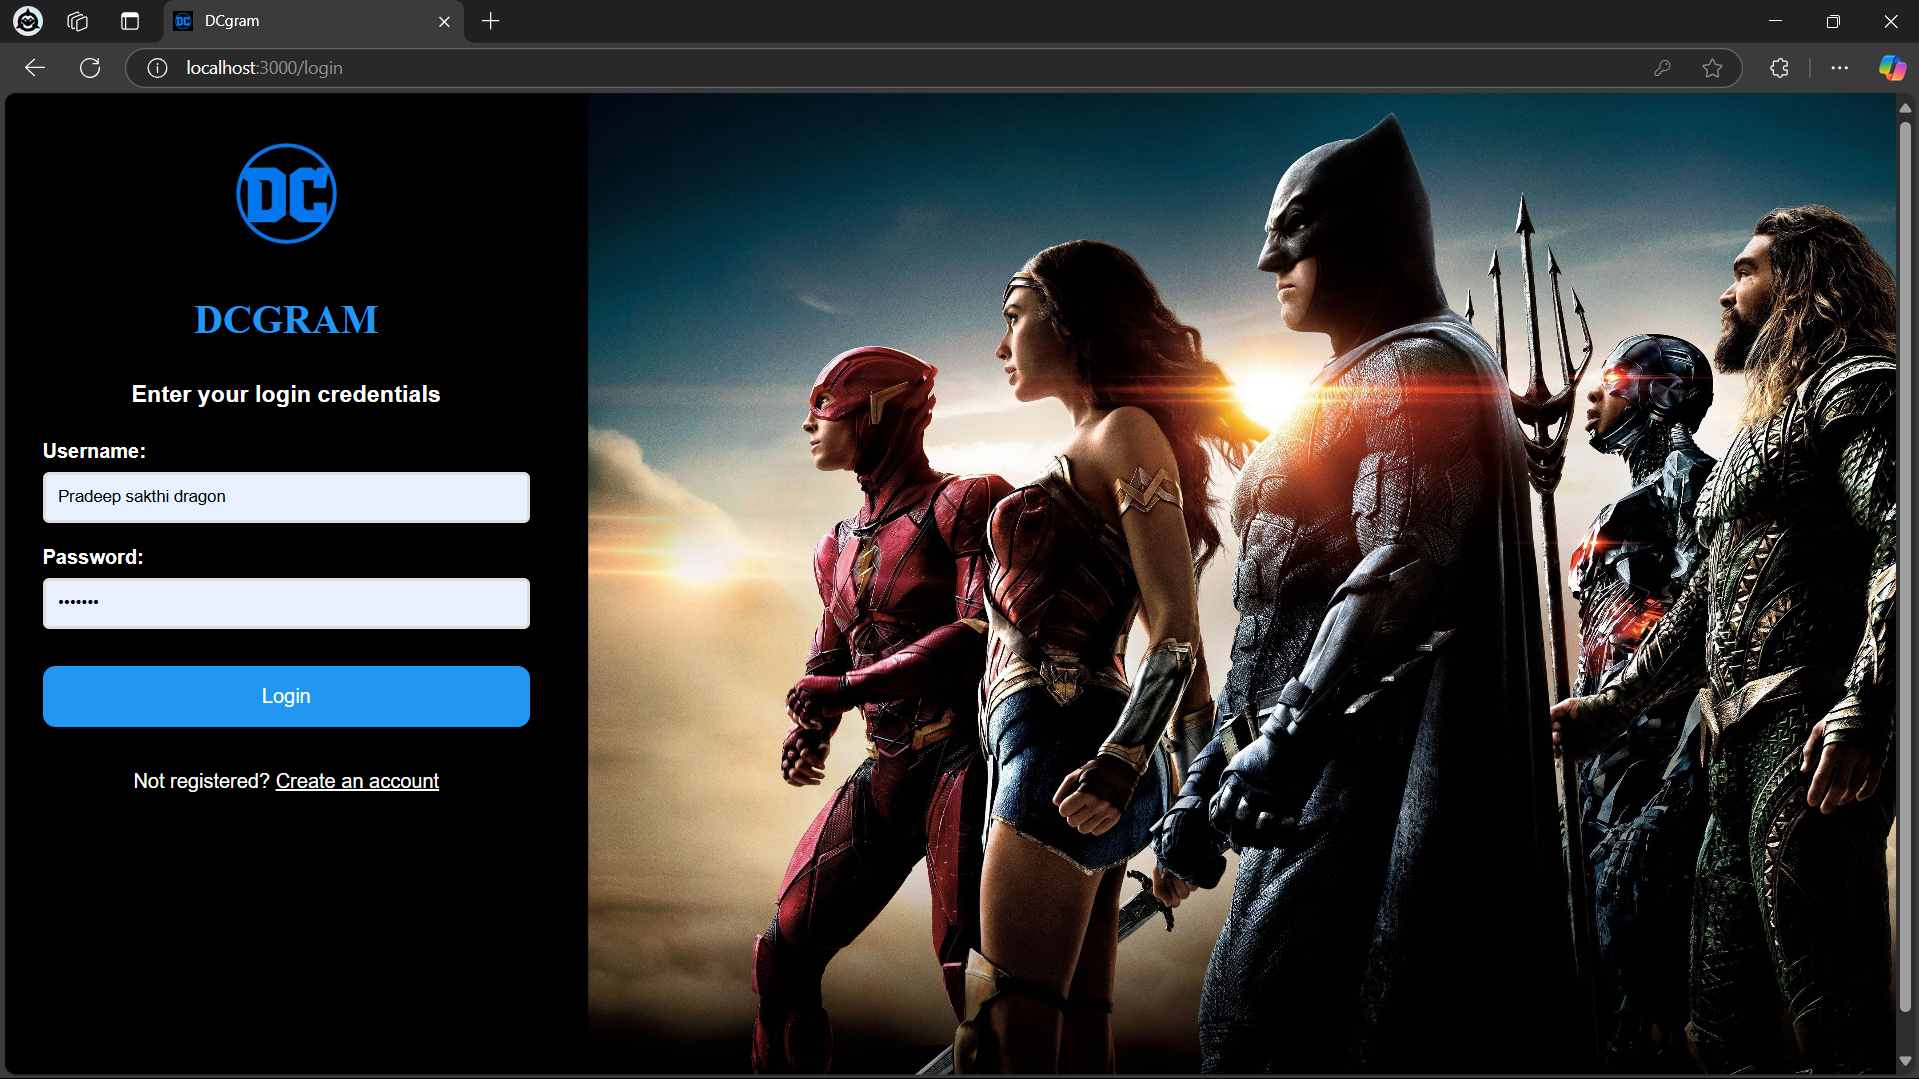 DCgram
localhost:3000/login
DC
DCGRAM
Enter your login credentials
Username:
Pradeep sakthi dragon
Password:
•••••••
Login
Not registered? Create an account